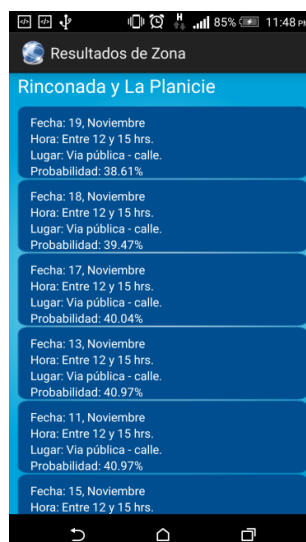 H
85%
11:48 PM
Resultados de Zona
Rinconada y La Planicie
Fecha: 19, Noviembre
Hora: Entre 12 y 15 hrs.
Lugar: Via pública - calle.
Probabilidad: 38.61%
Fecha: 18, Noviembre
Hora: Entre 12 y 15 hrs.
Lugar: Via pública - calle.
Probabilidad: 39.47%
Fecha: 17, Noviembre
Hora: Entre 12 y 15 hrs.
Lugar: Via pública - calle.
Probabilidad: 40.04%
Fecha: 13, Noviembre
Hora: Entre 12 y 15 hrs.
Lugar: Via pública - calle.
Probabilidad: 40.97%
Fecha: 11, Noviembre
Hora: Entre 12 y 15 hrs.
Lugar: Via pública - calle.
Probabilidad: 40.97%
Fecha: 15, Noviembre
Hora: Entre 12 y 15 hrs.